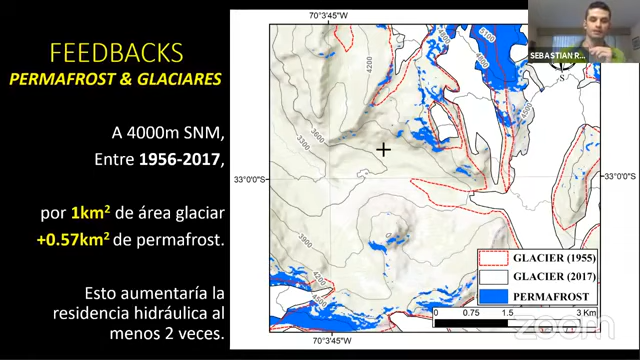 FEEDBACKS
PERMAFROST & GLACIARES
A 4000m SNM,
Entre 1956-2017,
por 1km² de área glaciar
+0.57km² de permafrost.
Esto aumentaría la
residencia hidráulica al
menos 2 veces.
70°3'45"W
SEBASTIAN R...
S
4200
3600
3300
33°0'0"S
33°0'0"S
3900
4200
4500
GLACIER (1955)
GLACIER (2017)
PERMAFROST
0 0.75 1.5 3 Km
zoom
70°3'45"W